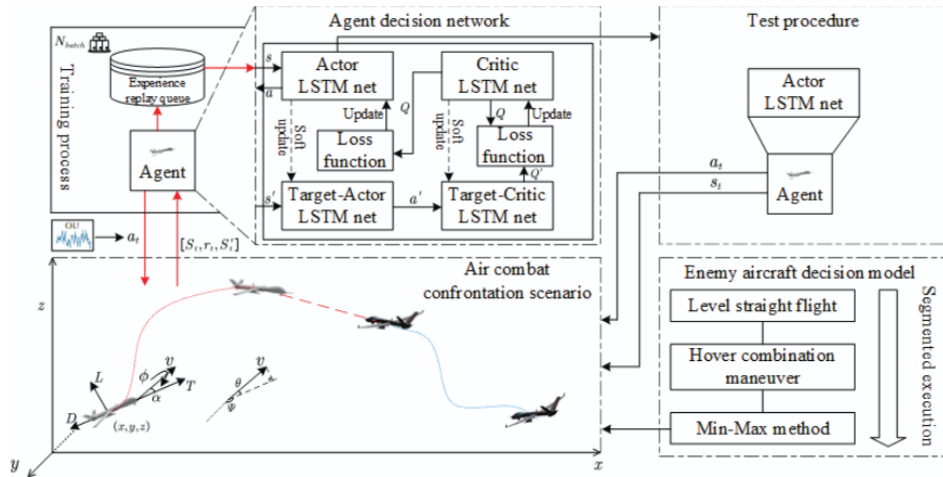 N_batch
Training process
Experience
replay queue
Agent
OU
a_t
[S_t, r_t, S'_t]
Agent decision network
s
a
Actor
LSTM net
Critic
LSTM net
Soft
update
Update
Q
Loss
function
Soft
update
Q
Update
Loss
function
Q'
s'
Target-Actor
LSTM net
a'
Target-Critic
LSTM net
Test procedure
Actor
LSTM net
Agent
a_t
s_t
Air combat
confrontation scenario
z
L
ϕ
v
T
α
D
(x,y,z)
v
θ
Ψ
y
x
Enemy aircraft decision model
Level straight flight
Hover combination
maneuver
Min-Max method
Segmented execution